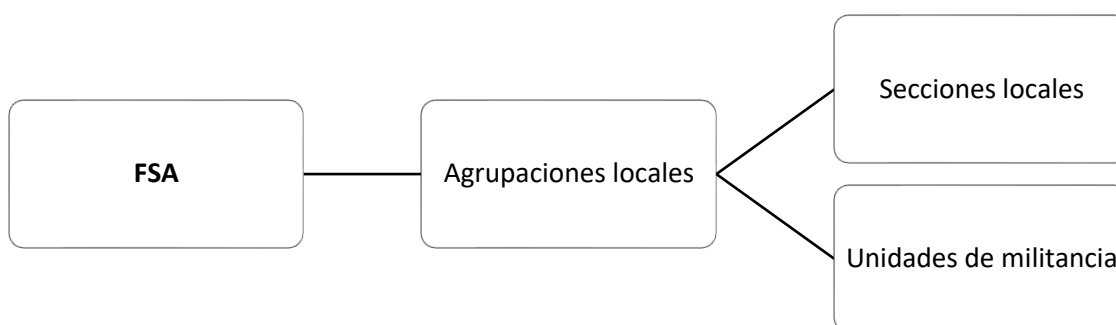 FSA
Agrupaciones locales
Secciones locales
Unidades de militancia